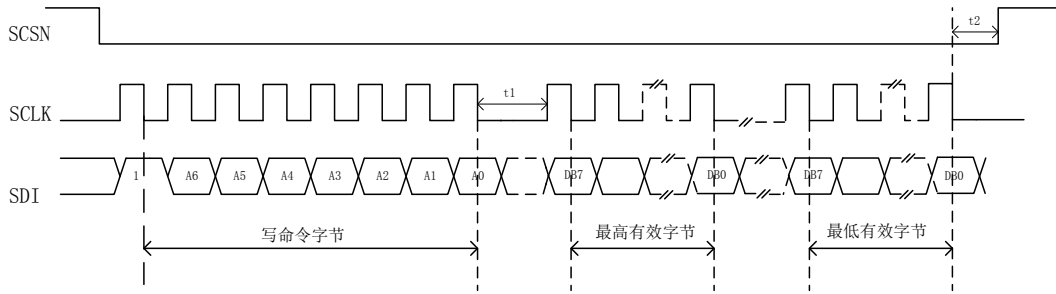 SCSN
t2
SCLK
t1
SDI
1 A6 A5 A4 A3 A2 A1 A0 DB7 DB0 DB7 DB0
写命令字节 最高有效字节 最低有效字节